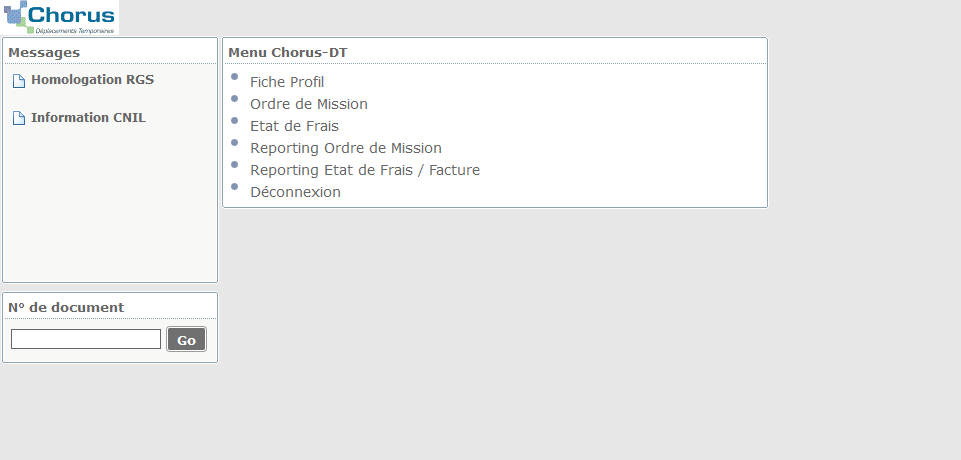 Chorus
Déplacements Temporaires
Messages
Homologation RGS
Information CNIL
N° de document
Go
Menu Chorus-DT
Fiche Profil
Ordre de Mission
Etat de Frais
Reporting Ordre de Mission
Reporting Etat de Frais / Facture
Déconnexion